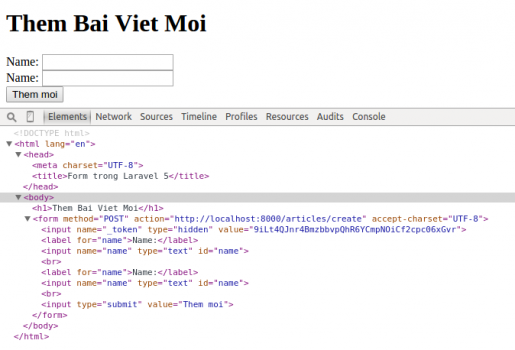 Them Bai Viet Moi
Name:
Name:
Them moi
Elements Network Sources Timeline Profiles Resources Audits Console
<!DOCTYPE html>
<html lang="en">
<head>
<meta charset="UTF-8">
<title>Form trong Laravel 5</title>
</head>
<body>
<h1>Them Bai Viet Moi</h1>
<form method="POST" action="http://localhost:8000/articles/create" accept-charset="UTF-8">
<input name="_token" type="hidden" value="9iLt4QJnr4BmzbbvpQhR6YCmpNOiCf2cpc06xGvr">
<label for="name">Name:</label>
<input name="name" type="text" id="name">
<br>
<label for="name">Name:</label>
<input name="name" type="text" id="name">
<br>
<input type="submit" value="Them moi">
</form>
</body>
</html>